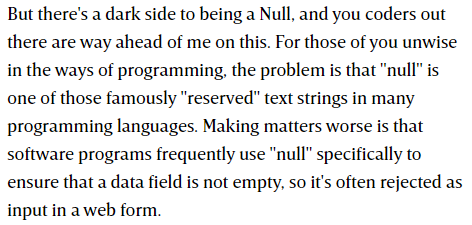 But there's a dark side to being a Null, and you coders out
there are way ahead of me on this. For those of you unwise
in the ways of programming, the problem is that "null" is
one of those famously "reserved" text strings in many
programming languages. Making matters worse is that
software programs frequently use "null" specifically to
ensure that a data field is not empty, so it's often rejected as
input in a web form.